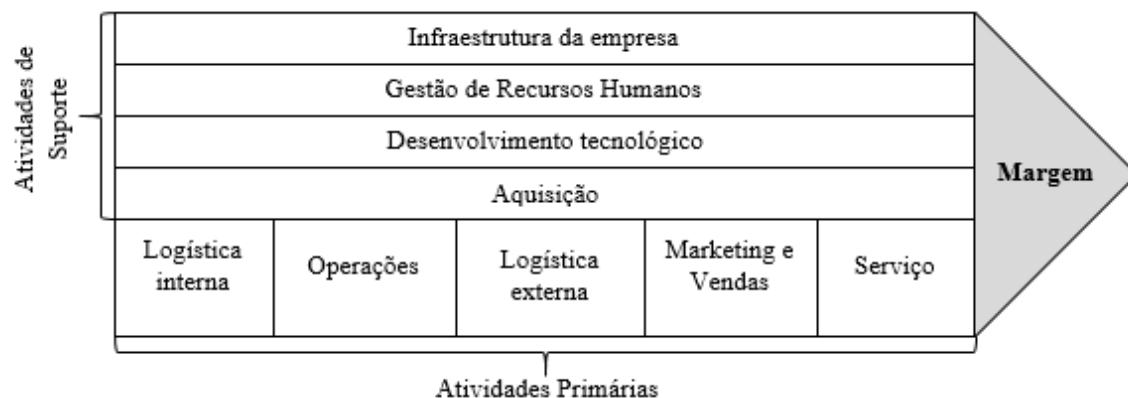 Atividades de
Suporte
Infraestrutura da empresa
Gestão de Recursos Humanos
Desenvolvimento tecnológico
Aquisição
Logística
interna
Operações
Logística
externa
Marketing e
Vendas
Serviço
Margem
Atividades Primárias